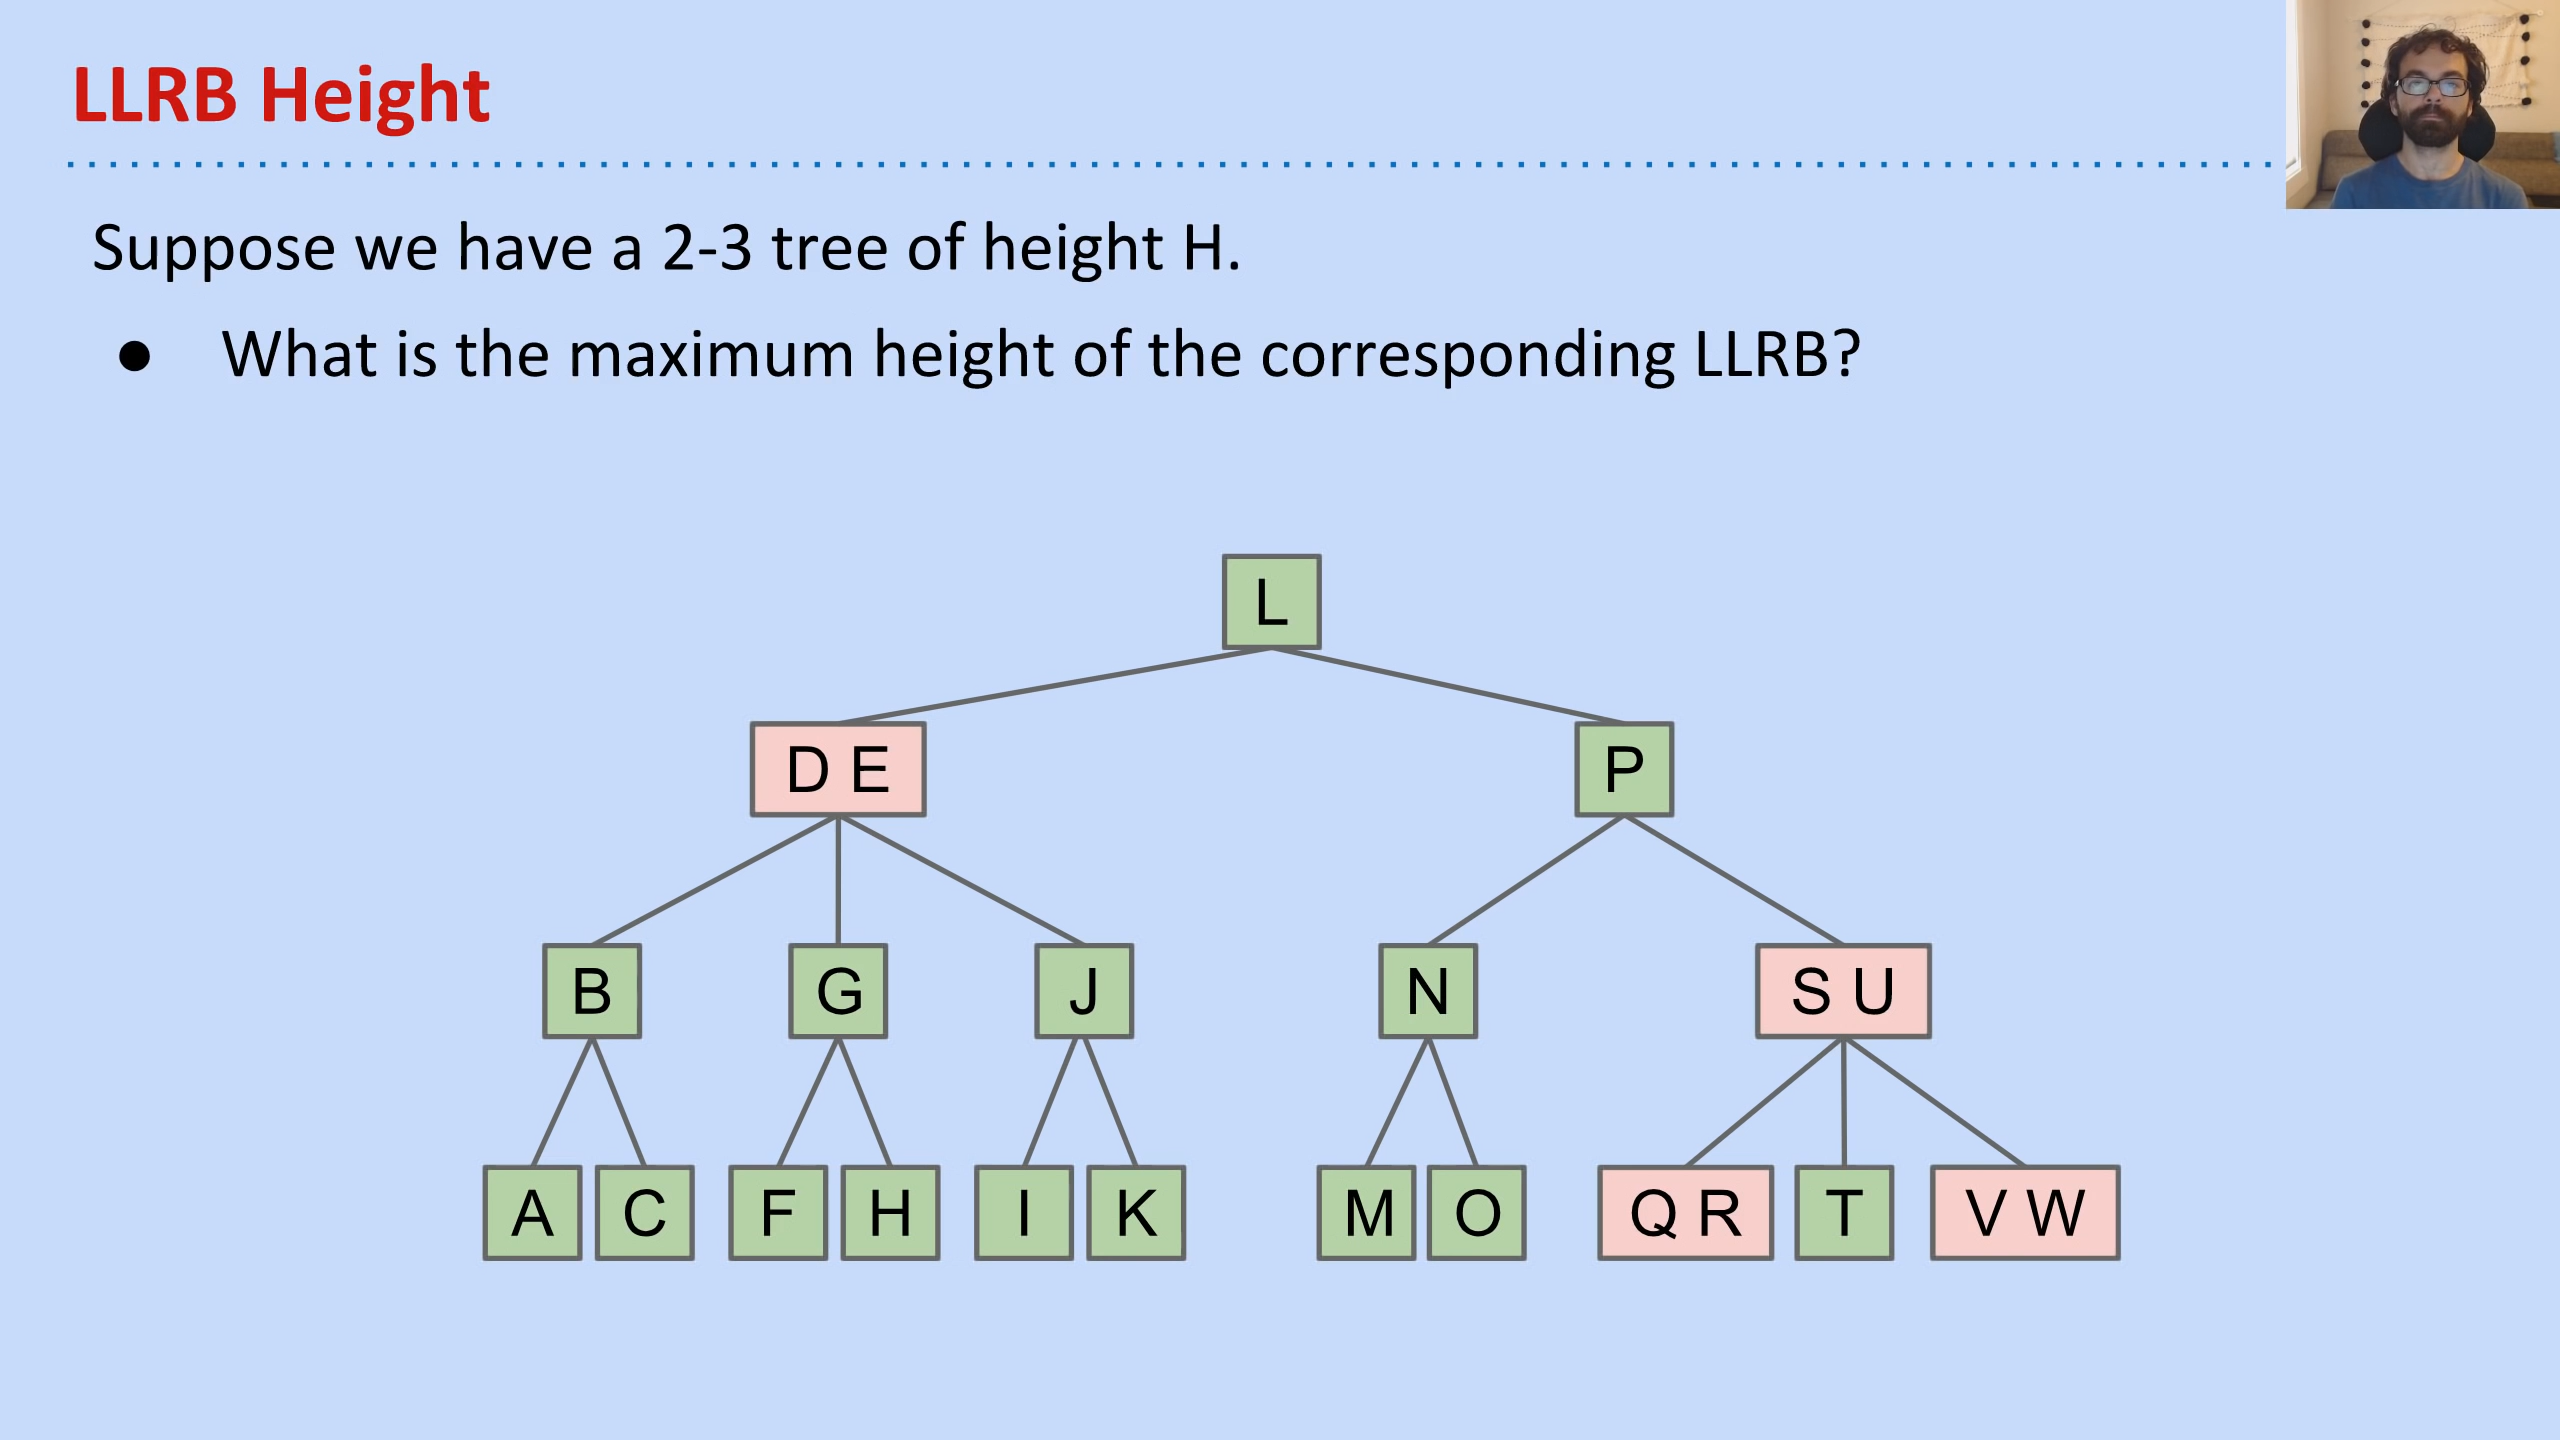 LLRB Height
Suppose we have a 2-3 tree of height H.
● What is the maximum height of the corresponding LLRB?
L
D E P
B G J N S U
A C F H I K M O Q R T V W